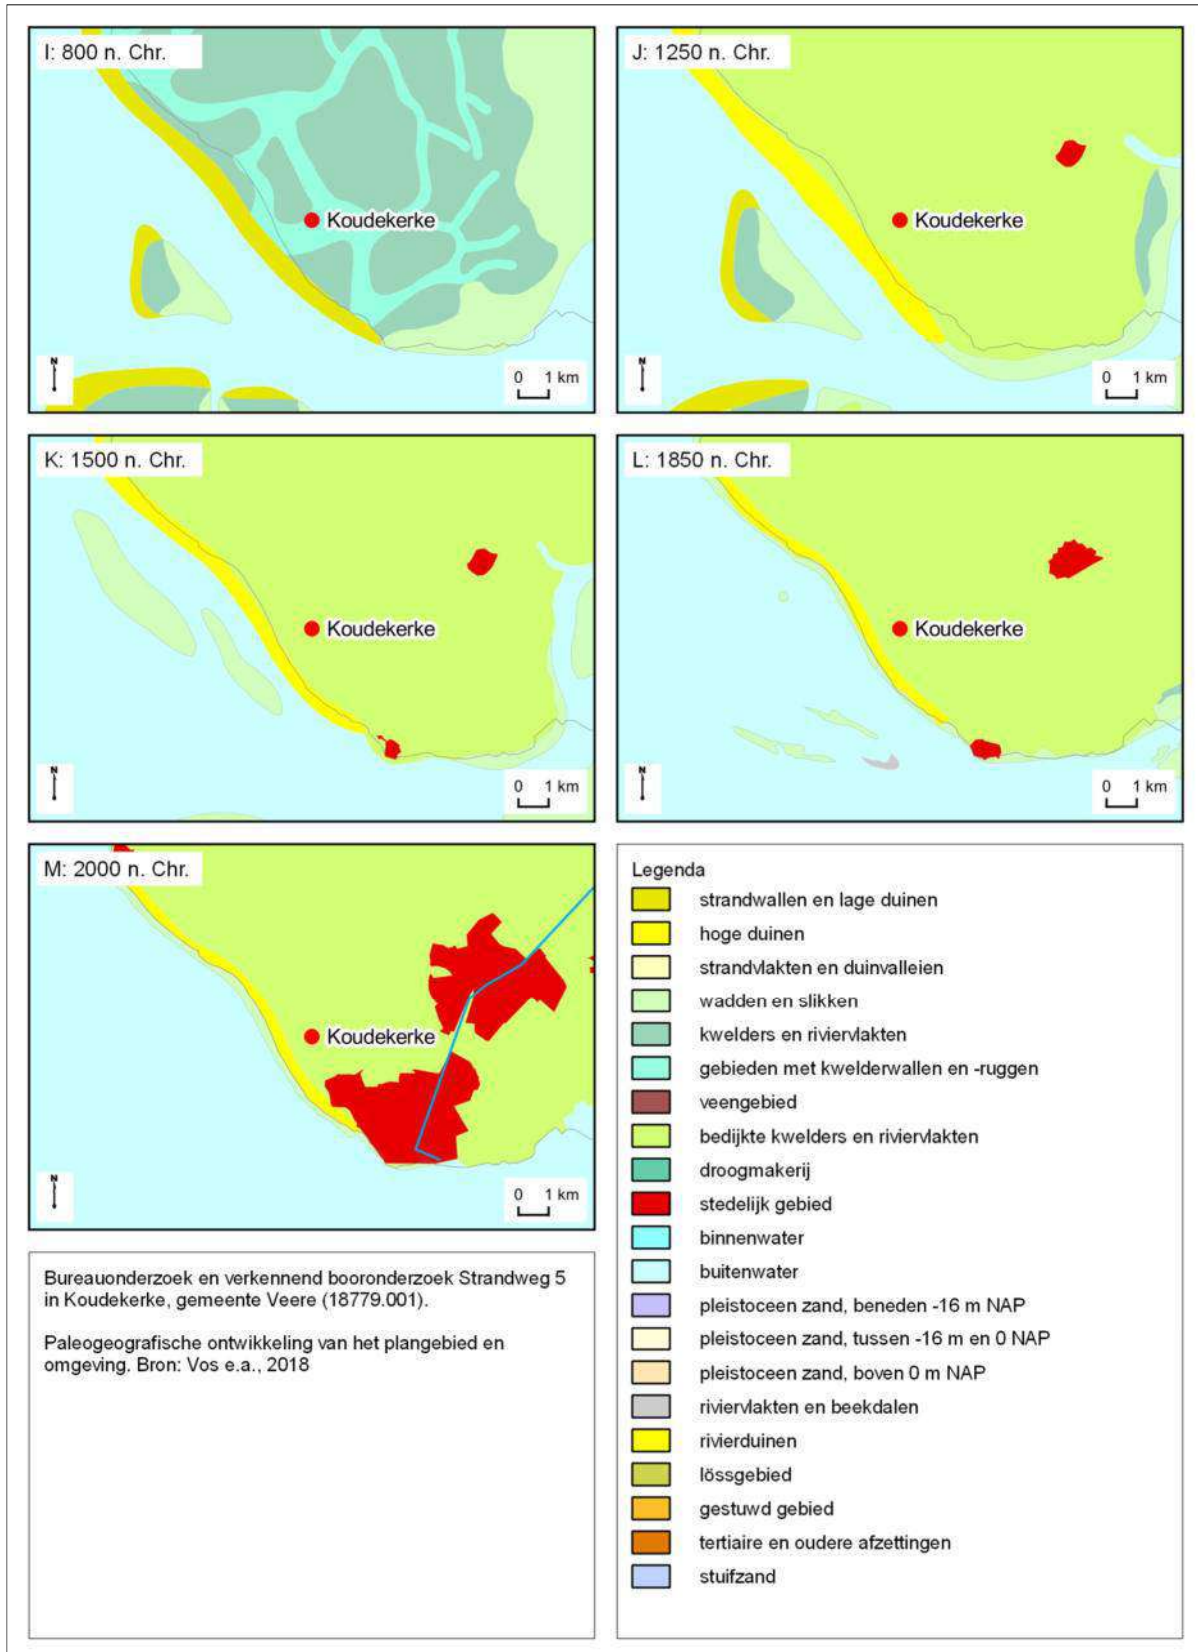 I: 800 n. Chr.
Koudekerke
N
0 1 km
J: 1250 n. Chr.
Koudekerke
N
0 1 km
K: 1500 n. Chr.
Koudekerke
N
0 1 km
L: 1850 n. Chr.
Koudekerke
N
0 1 km
M: 2000 n. Chr.
Koudekerke
N
0 1 km
Legenda
strandwallen en lage duinen
hoge duinen
strandvlakten en duinvalleien
wadden en slikken
kwelders en riviervlakten
gebieden met kwelderwallen en -ruggen
veengebied
bedijkte kwelders en riviervlakten
droogmakerij
stedelijk gebied
binnenwater
buitenwater
pleistoceen zand, beneden -16 m NAP
pleistoceen zand, tussen -16 m en 0 NAP
pleistoceen zand, boven 0 m NAP
riviervlakten en beekdalen
rivierduinen
lössgebied
gestuwd gebied
tertiaire en oudere afzettingen
stuifzand
Bureauonderzoek en verkennend booronderzoek Strandweg 5
in Koudekerke, gemeente Veere (18779.001).
Paleogeografische ontwikkeling van het plangebied en
omgeving. Bron: Vos e.a., 2018